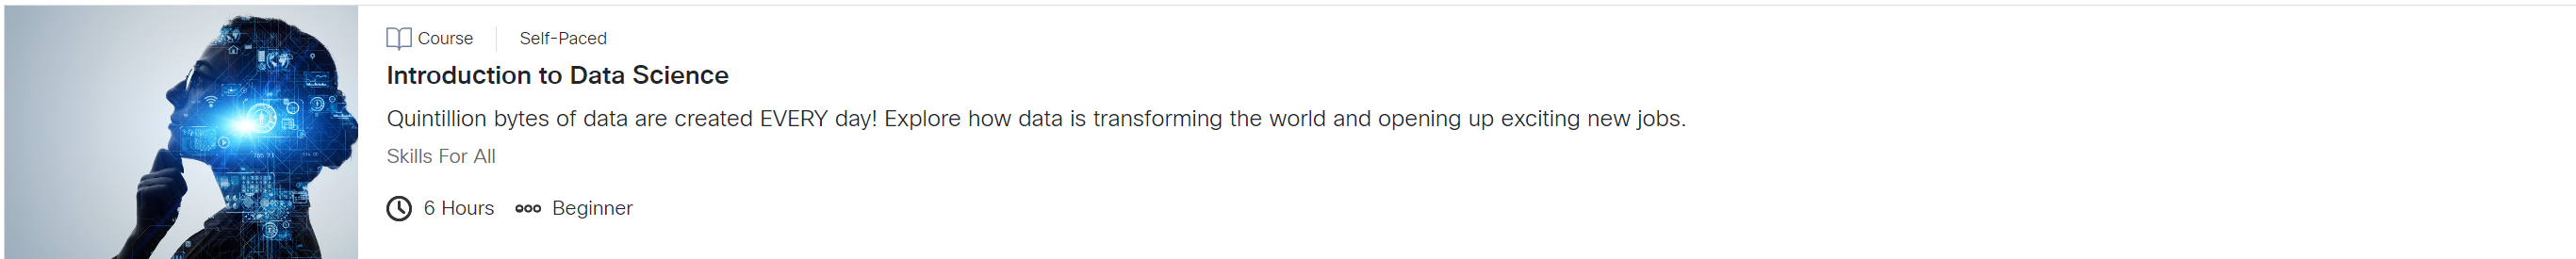 Course Self-Paced
Introduction to Data Science
Quintillion bytes of data are created EVERY day! Explore how data is transforming the world and opening up exciting new jobs.
Skills For All
6 Hours Beginner